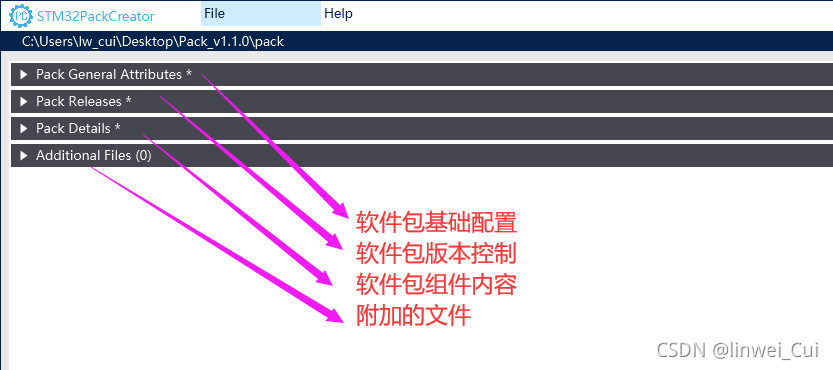 STM32PackCreator File Help
C:\Users\lw_cui\Desktop\Pack_v1.1.0\pack
Pack General Attributes *
Pack Releases *
Pack Details *
Additional Files (0)
软件包基础配置
软件包版本控制
软件包组件内容
附加的文件
CSDN @linwei_Cui